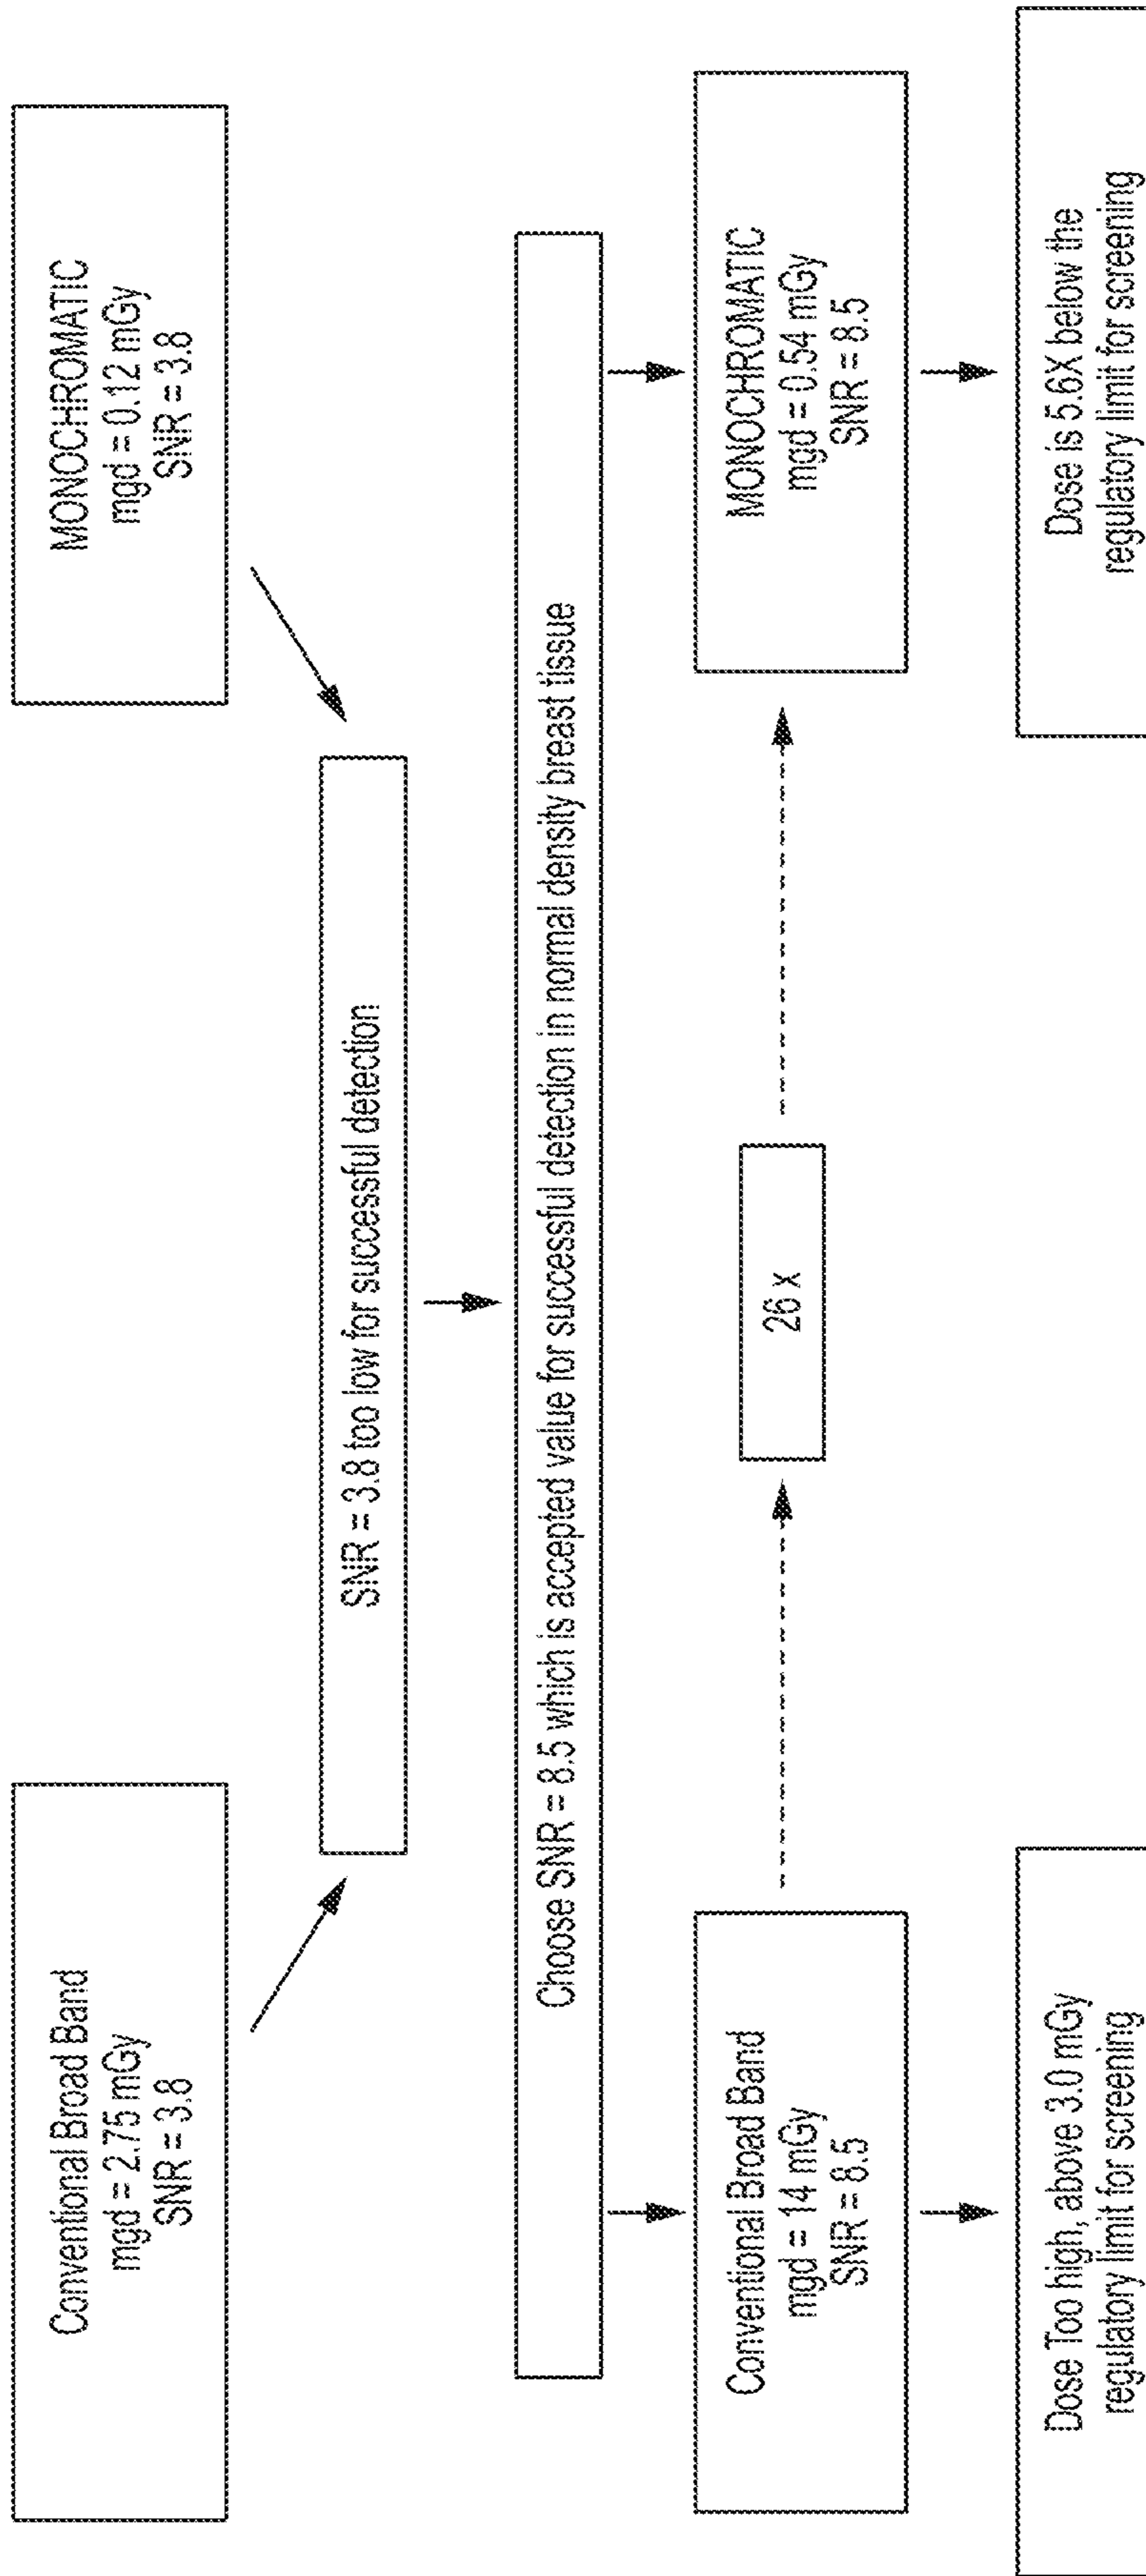 Conventional Broad Band
mgd = 2.75 mGy
SNR = 3.8
MONOCHROMATIC
mgd = 0.12 mGy
SNR = 3.8
SNR = 3.8 too low for successful detection
Choose SNR = 8.5 which is accepted value for successful detection in normal density breast tissue
Conventional Broad Band
mgd = 14 mGy
SNR = 8.5
26 x
MONOCHROMATIC
mgd = 0.54 mGy
SNR = 8.5
Dose Too high, above 3.0 mGy
regulatory limit for screening
Dose is 5.6X below the
regulatory limit for screening